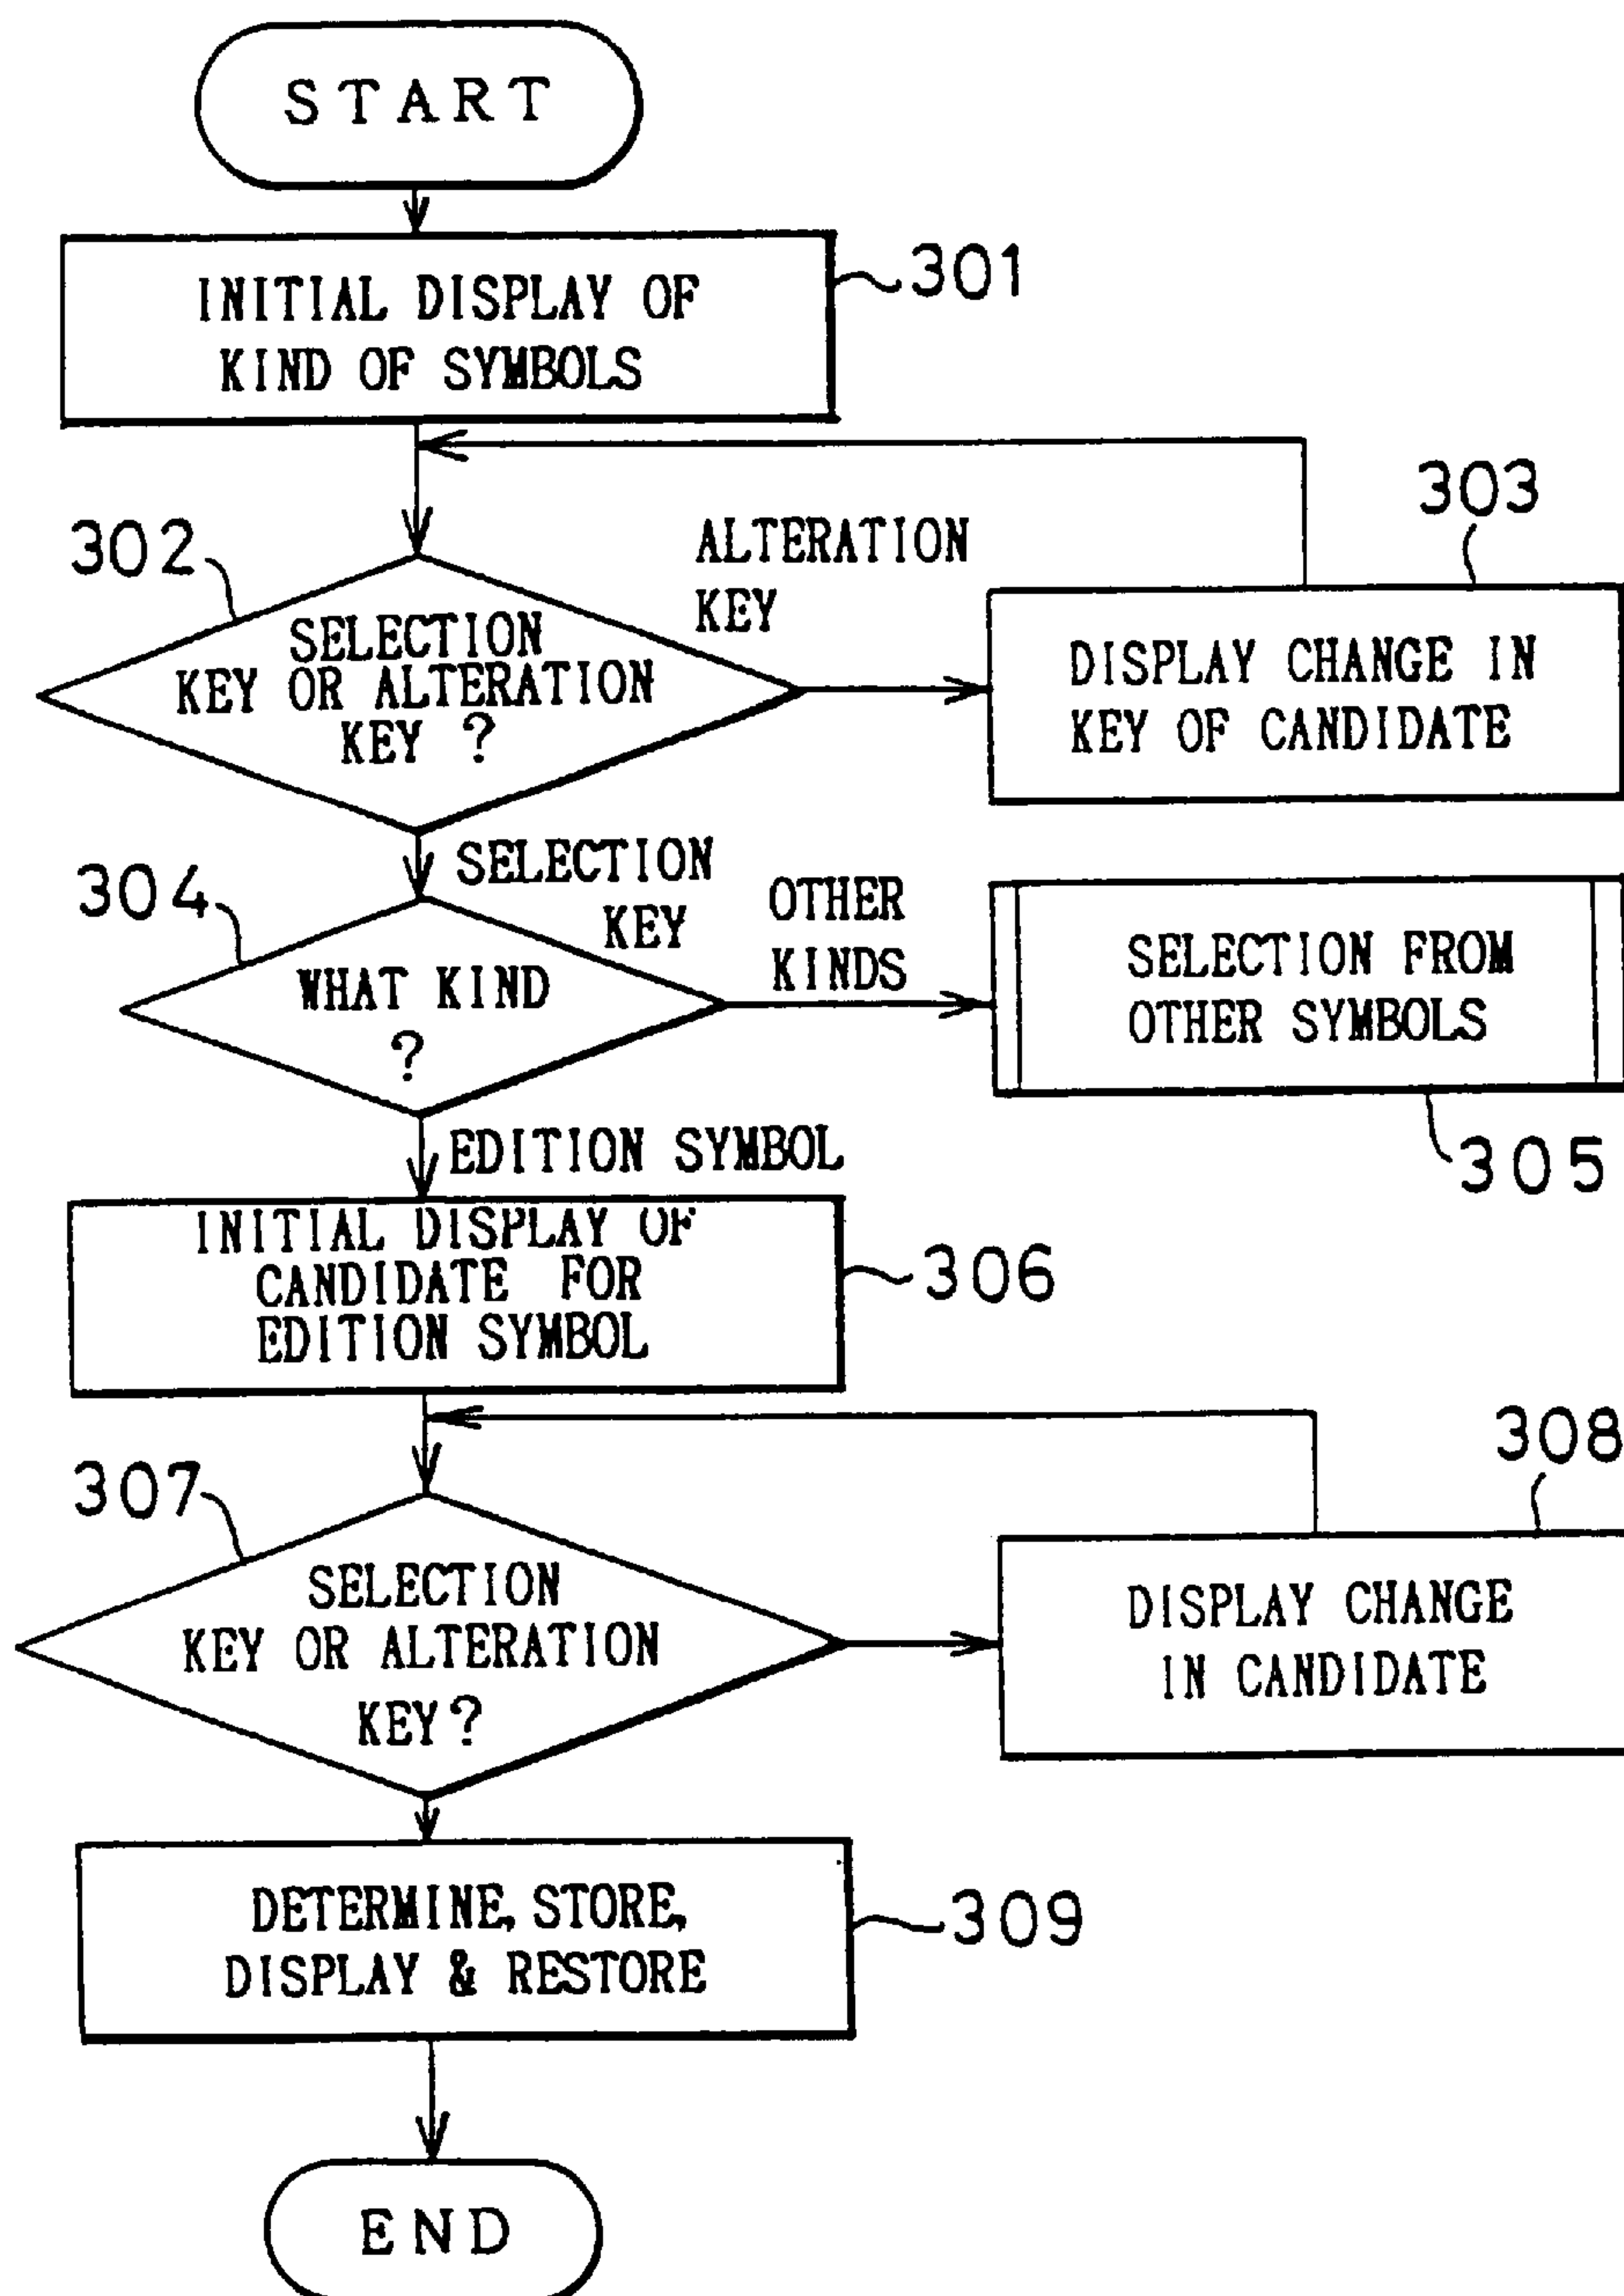 START
INITIAL DISPLAY OF
KIND OF SYMBOLS
301
302
SELECTION
KEY OR ALTERATION
KEY ?
ALTERATION
KEY
303
DISPLAY CHANGE IN
KEY OF CANDIDATE
SELECTION
KEY
304
WHAT KIND
?
OTHER
KINDS
SELECTION FROM
OTHER SYMBOLS
305
EDITION SYMBOL
INITIAL DISPLAY OF
CANDIDATE FOR
EDITION SYMBOL
306
307
SELECTION
KEY OR ALTERATION
KEY?
308
DISPLAY CHANGE
IN CANDIDATE
DETERMINE, STORE,
DISPLAY & RESTORE
309
END